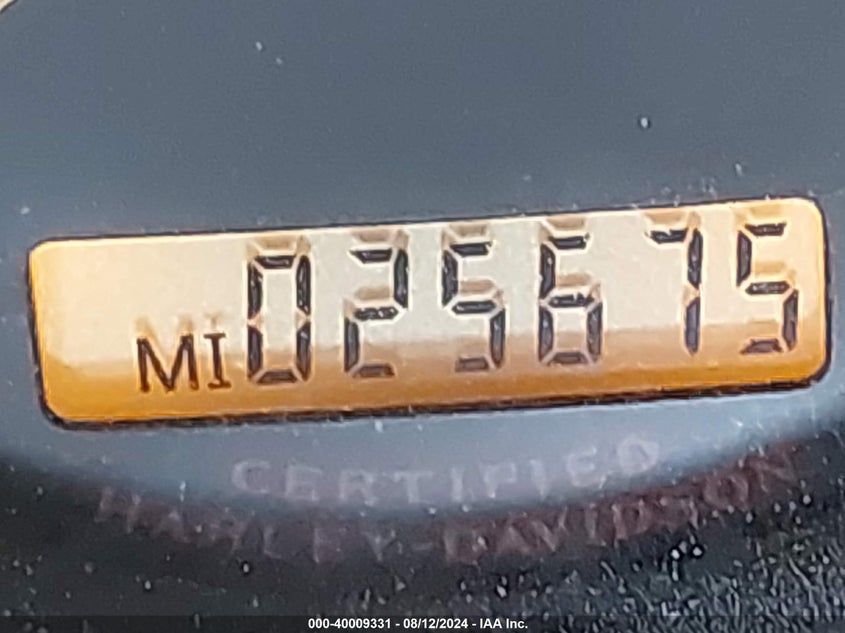 MI 025675
CERTIFIED
HARLEY-DAVIDSON
000-40009331 - 08/12/2024 - IAA Inc.